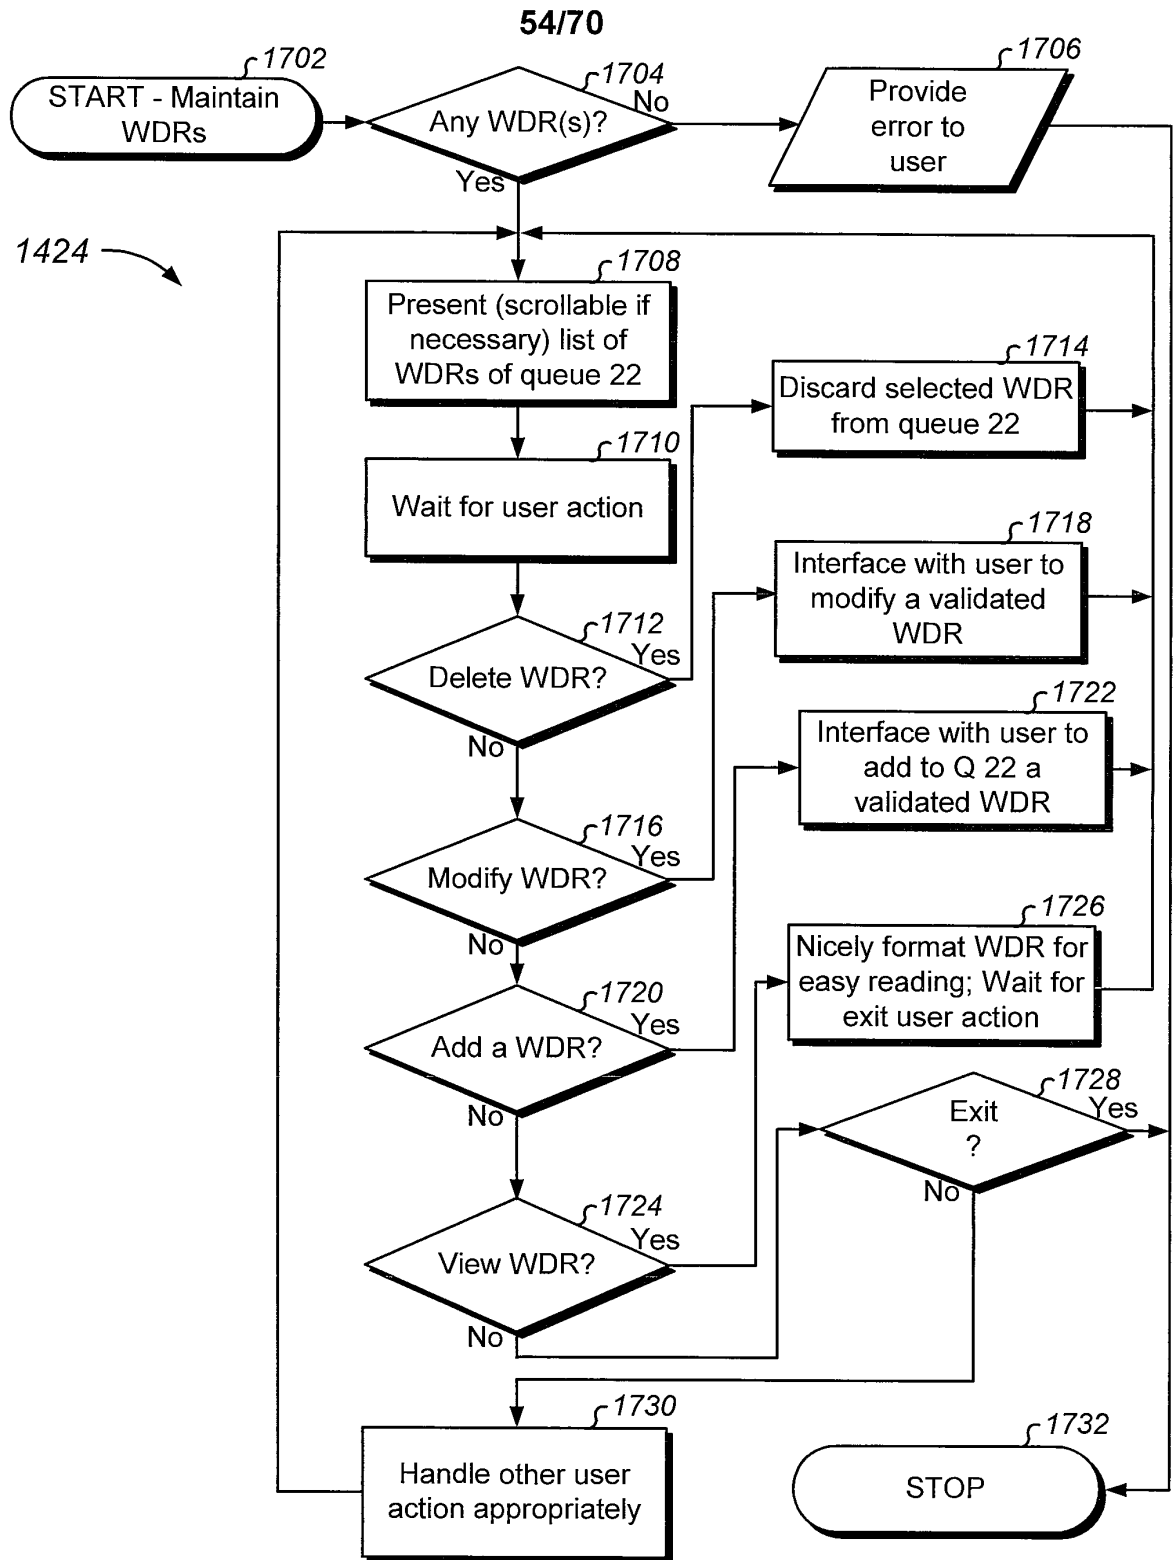 54/70
1702
START - Maintain
WDRs
1704
Any WDR(s)?
No
Yes
1706
Provide
error to
user
1424
1708
Present (scrollable if
necessary) list of
WDRs of queue 22
1710
Wait for user action
1712
Delete WDR?
Yes
No
1714
Discard selected WDR
from queue 22
1716
Modify WDR?
Yes
No
1718
Interface with user to
modify a validated
WDR
1720
Add a WDR?
Yes
No
1722
Interface with user to
add to Q 22 a
validated WDR
1724
View WDR?
Yes
No
1726
Nicely format WDR for
easy reading; Wait for
exit user action
1728
Exit
?
Yes
No
1730
Handle other user
action appropriately
1732
STOP